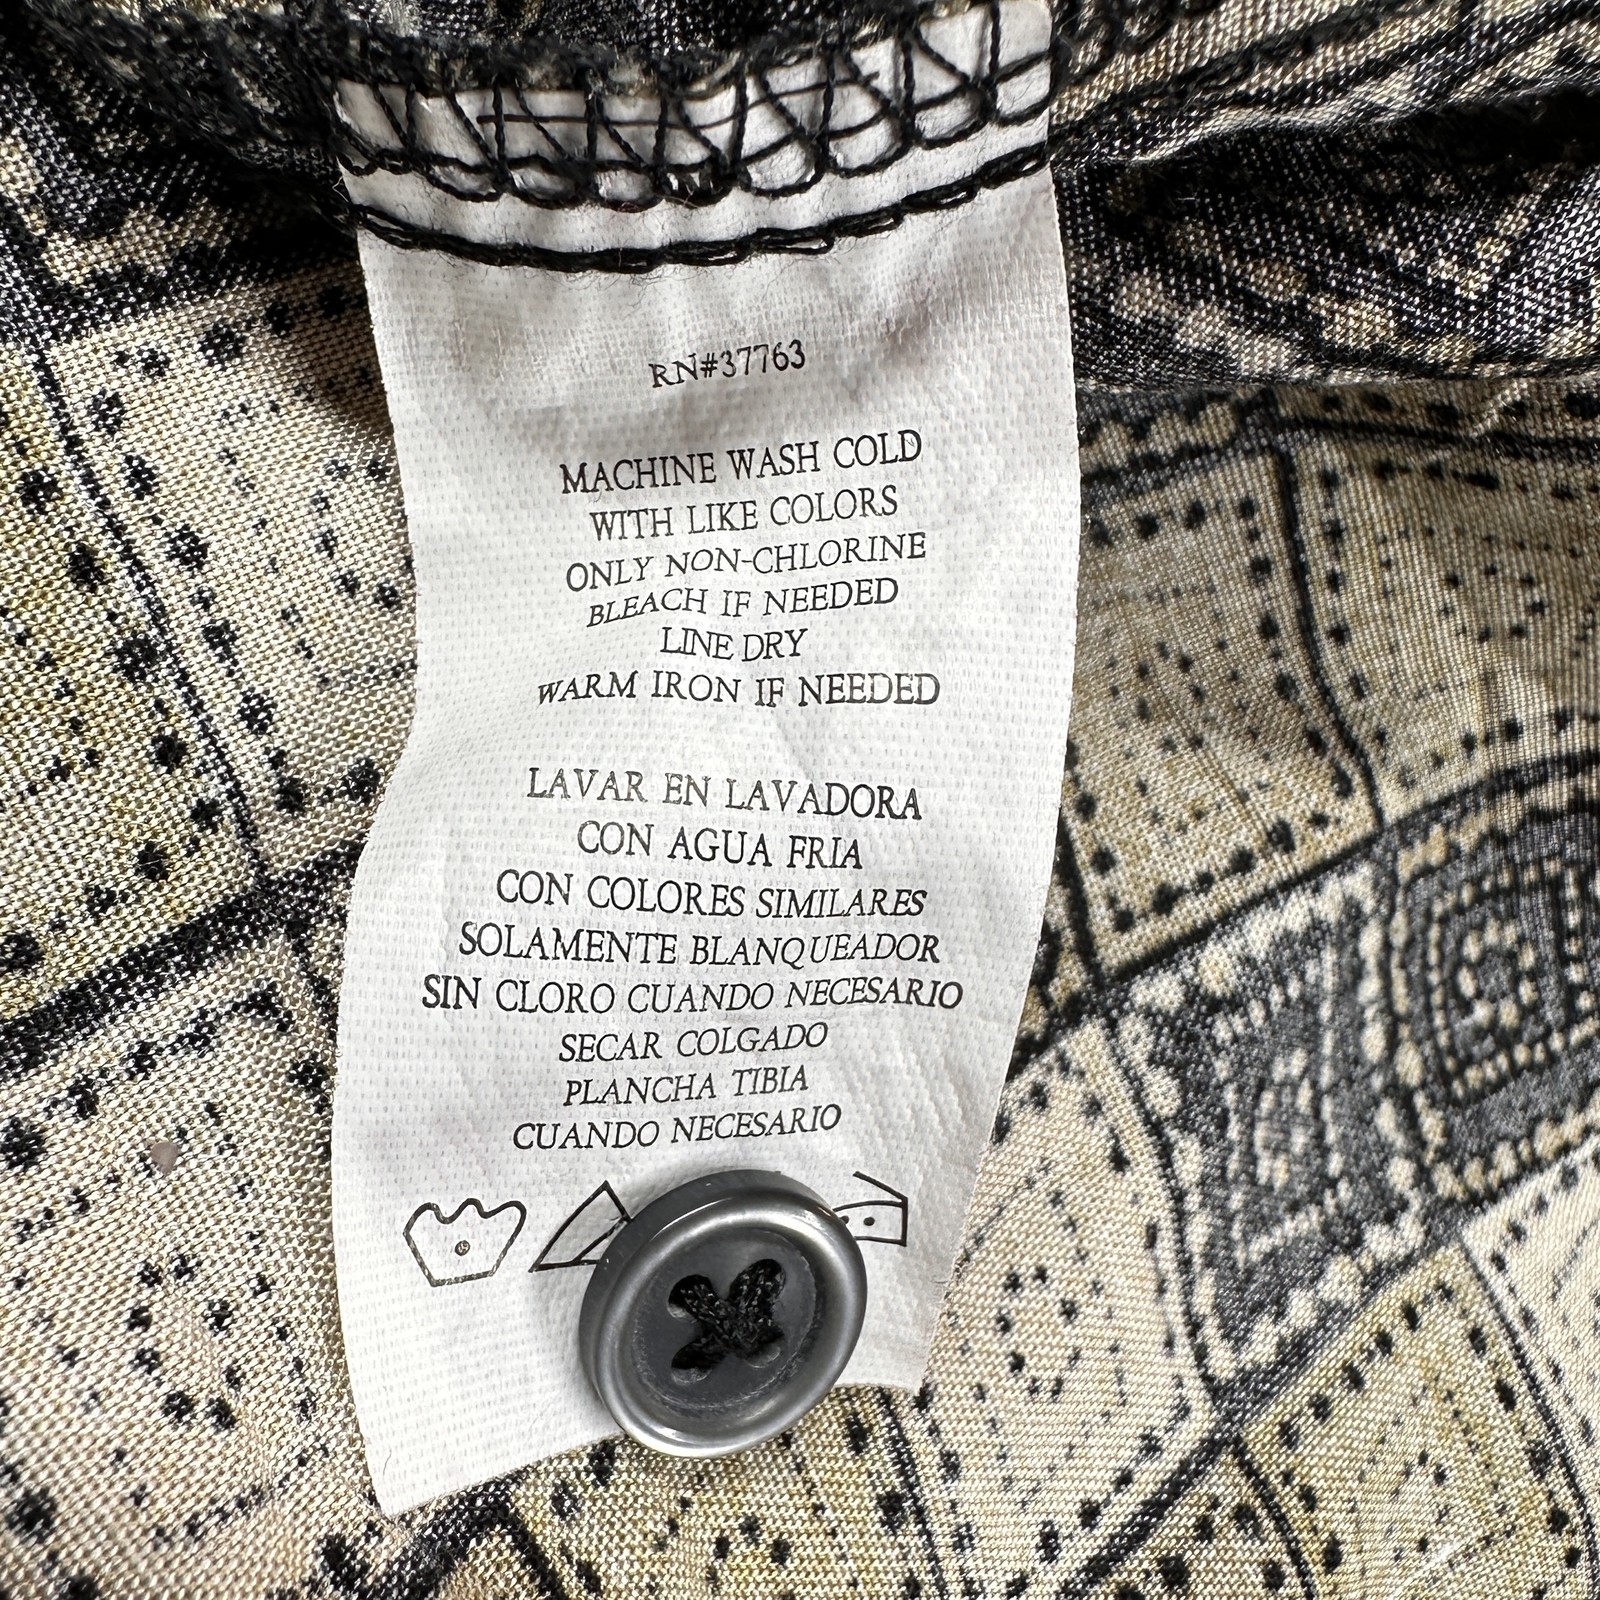 RN#37763
MACHINE WASH COLD
WITH LIKE COLORS
ONLY NON-CHLORINE
BLEACH IF NEEDED
LINE DRY
WARM IRON IF NEEDED
LAVAR EN LAVADORA
CON AGUA FRIA
CON COLORES SIMILARES
SOLAMENTE BLANQUEADOR
SIN CLORO CUANDO NECESARIO
SECAR COLGADO
PLANCHA TIBIA
CUANDO NECESARIO